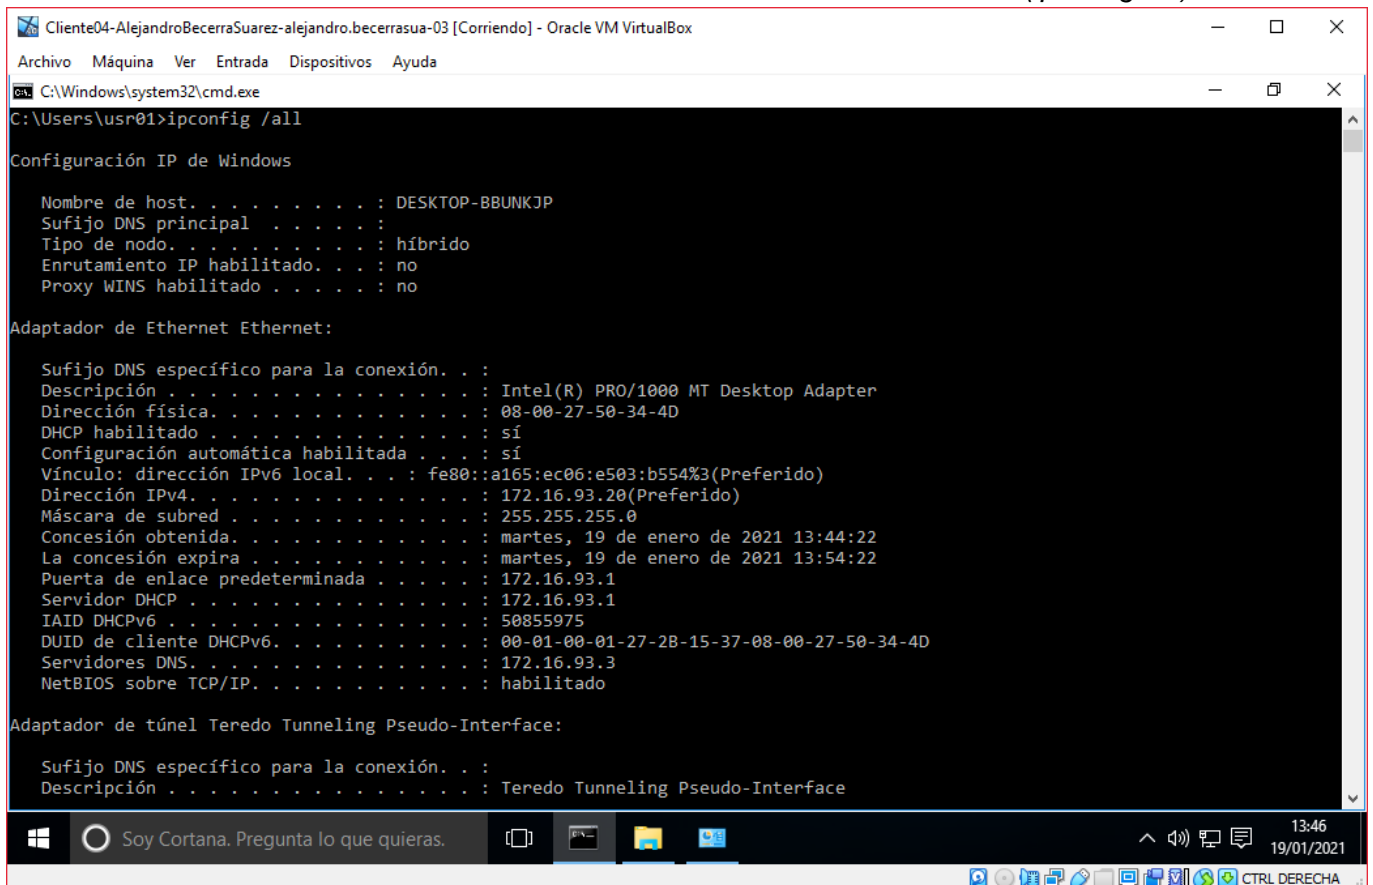 Cliente04-AlejandroBecerraSuarez-alejandro.becerrasua-03 [Corriendo] - Oracle VM VirtualBox
Archivo Máquina Ver Entrada Dispositivos Ayuda
C:\Windows\system32\cmd.exe
C:\Users\usr01>ipconfig /all
Configuración IP de Windows
Nombre de host. . . . . . . . . : DESKTOP-BBUNKJP
Sufijo DNS principal . . . . . :
Tipo de nodo. . . . . . . . . . : híbrido
Enrutamiento IP habilitado. . . : no
Proxy WINS habilitado . . . . . : no
Adaptador de Ethernet Ethernet:
Sufijo DNS específico para la conexión. . :
Descripción . . . . . . . . . . . . . . . : Intel(R) PRO/1000 MT Desktop Adapter
Dirección física. . . . . . . . . . . . . : 08-00-27-50-34-4D
DHCP habilitado . . . . . . . . . . . . . : sí
Configuración automática habilitada . . . : sí
Vínculo: dirección IPv6 local. . . : fe80::a165:ec06:e503:b554%3(Preferido)
Dirección IPv4. . . . . . . . . . . . . . : 172.16.93.20(Preferido)
Máscara de subred . . . . . . . . . . . . : 255.255.255.0
Concesión obtenida. . . . . . . . . . . . : martes, 19 de enero de 2021 13:44:22
La concesión expira . . . . . . . . . . . : martes, 19 de enero de 2021 13:54:22
Puerta de enlace predeterminada . . . . . : 172.16.93.1
Servidor DHCP . . . . . . . . . . . . . . : 172.16.93.1
IAID DHCPv6 . . . . . . . . . . . . . . . : 50855975
DUID de cliente DHCPv6. . . . . . . . . . : 00-01-00-01-27-2B-15-37-08-00-27-50-34-4D
Servidores DNS. . . . . . . . . . . . . . : 172.16.93.3
NetBIOS sobre TCP/IP. . . . . . . . . . . : habilitado
Adaptador de túnel Teredo Tunneling Pseudo-Interface:
Sufijo DNS específico para la conexión. . :
Descripción . . . . . . . . . . . . . . . : Teredo Tunneling Pseudo-Interface
Soy Cortana. Pregunta lo que quieras.
13:46
19/01/2021
CTRL DERECHA